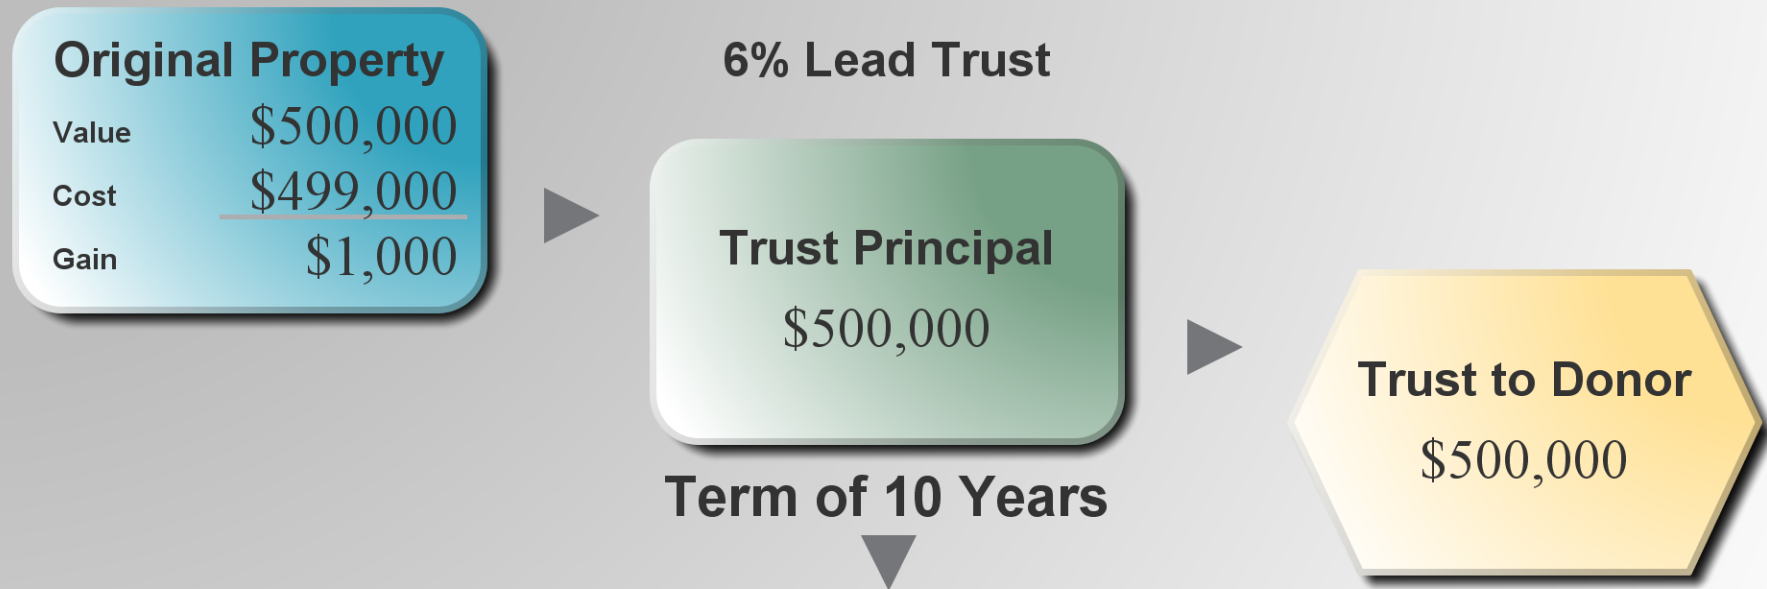 Original Property
Value $500,000
Cost $499,000
Gain $1,000
6% Lead Trust
Trust Principal
$500,000
Term of 10 Years
Trust to Donor
$500,000